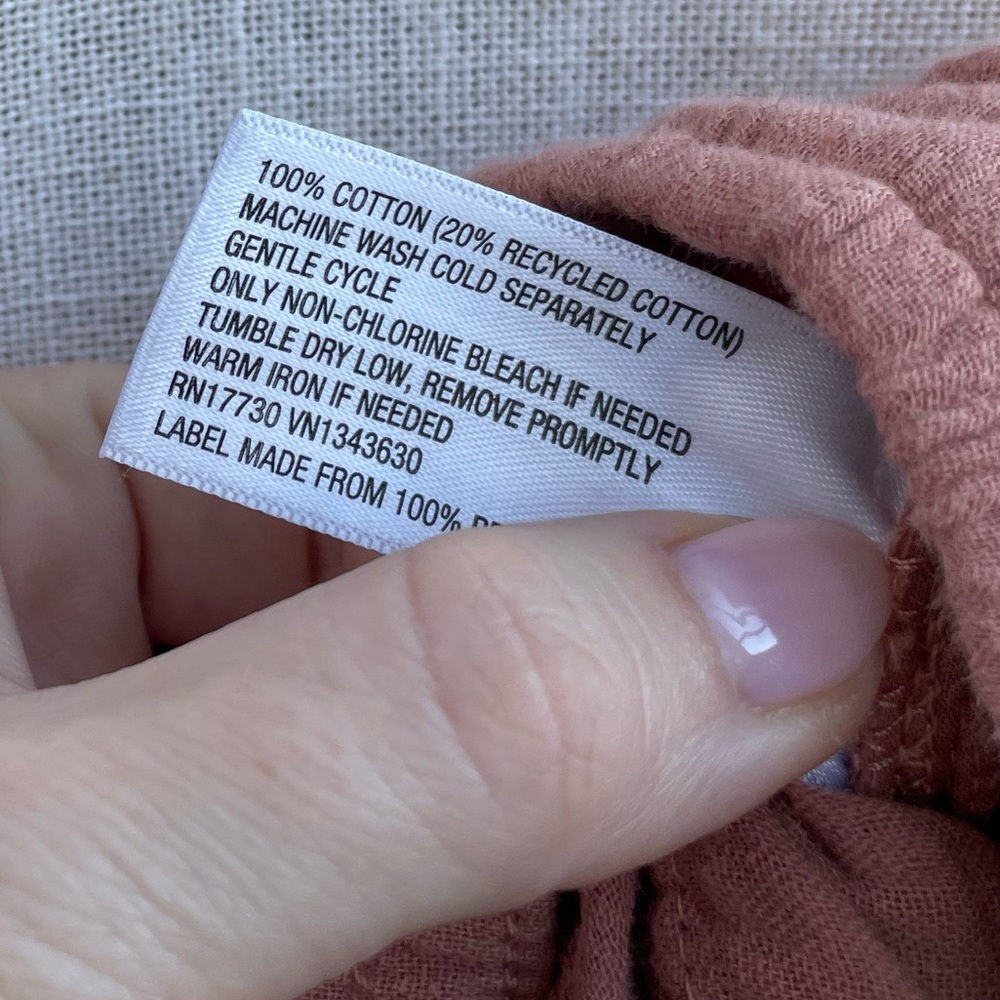 100% COTTON (20% RECYCLED COTTON)
MACHINE WASH COLD SEPARATELY
GENTLE CYCLE
ONLY NON-CHLORINE BLEACH IF NEEDED
TUMBLE DRY LOW, REMOVE PROMPTLY
WARM IRON IF NEEDED
RN17730 VN1343630
LABEL MADE FROM 100%